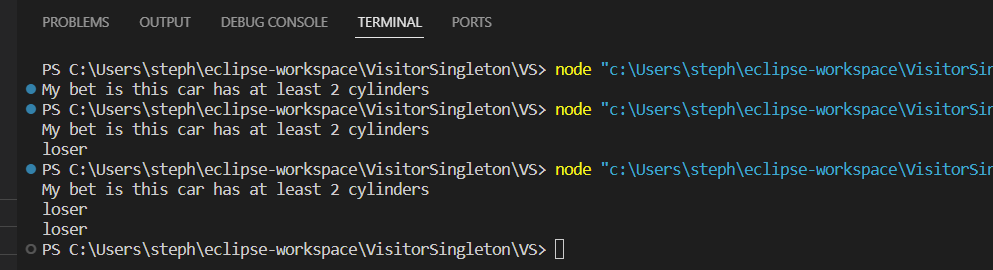 PROBLEMS OUTPUT DEBUG CONSOLE TERMINAL PORTS
PS C:\Users\steph\eclipse-workspace\VisitorSingleton\VS> node "c:\Users\steph\eclipse-workspace\VisitorSin
My bet is this car has at least 2 cylinders
PS C:\Users\steph\eclipse-workspace\VisitorSingleton\VS> node "c:\Users\steph\eclipse-workspace\VisitorSin
My bet is this car has at least 2 cylinders
loser
PS C:\Users\steph\eclipse-workspace\VisitorSingleton\VS> node "c:\Users\steph\eclipse-workspace\VisitorSin
My bet is this car has at least 2 cylinders
loser
loser
PS C:\Users\steph\eclipse-workspace\VisitorSingleton\VS>